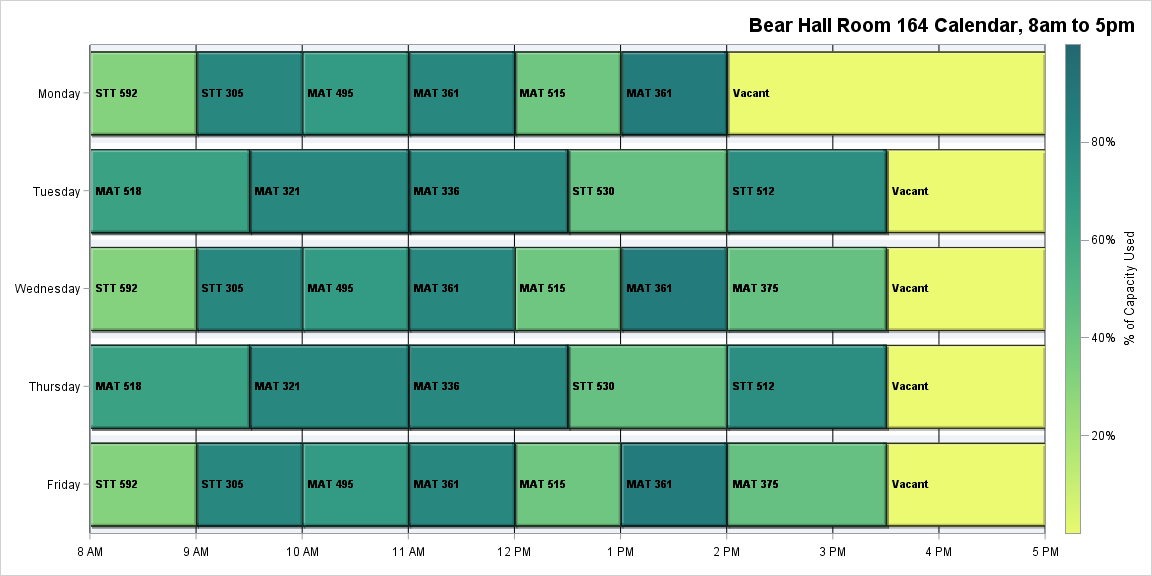 Bear Hall Room 164 Calendar, 8am to 5pm
Monday STT 592 STT 305 MAT 495 MAT 361 MAT 515 MAT 361 Vacant
Tuesday MAT 518 MAT 321 MAT 336 STT 530 STT 512 Vacant
Wednesday STT 592 STT 305 MAT 495 MAT 361 MAT 515 MAT 361 MAT 375 Vacant
Thursday MAT 518 MAT 321 MAT 336 STT 530 STT 512 Vacant
Friday STT 592 STT 305 MAT 495 MAT 361 MAT 515 MAT 361 MAT 375 Vacant
8 AM 9 AM 10 AM 11 AM 12 PM 1 PM 2 PM 3 PM 4 PM 5 PM
80%
60%
40%
20%
% of Capacity Used